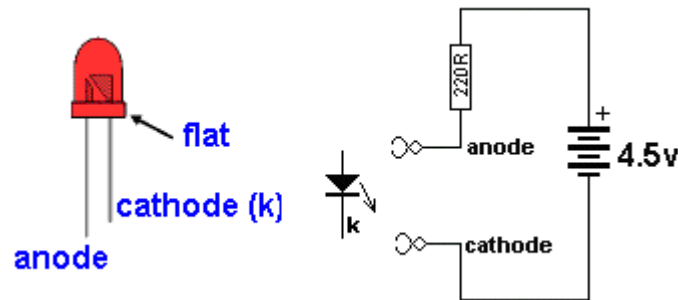 flat
cathode (k)
anode
220R
anode
+
4.5v
k
cathode